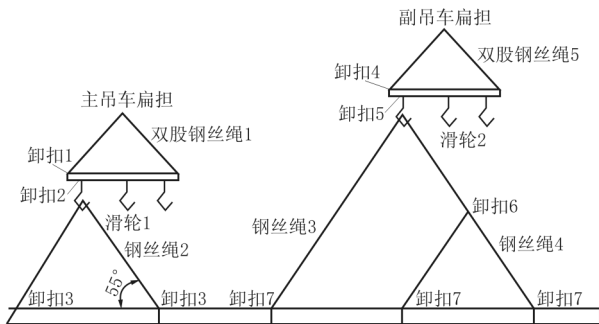 副吊车扁担
双股钢丝绳5
卸扣4
卸扣5
滑轮2
主吊车扁担
双股钢丝绳1
卸扣1
卸扣2
滑轮1
钢丝绳2
钢丝绳3
卸扣6
钢丝绳4
55°
卸扣3
卸扣3
卸扣7
卸扣7
卸扣7